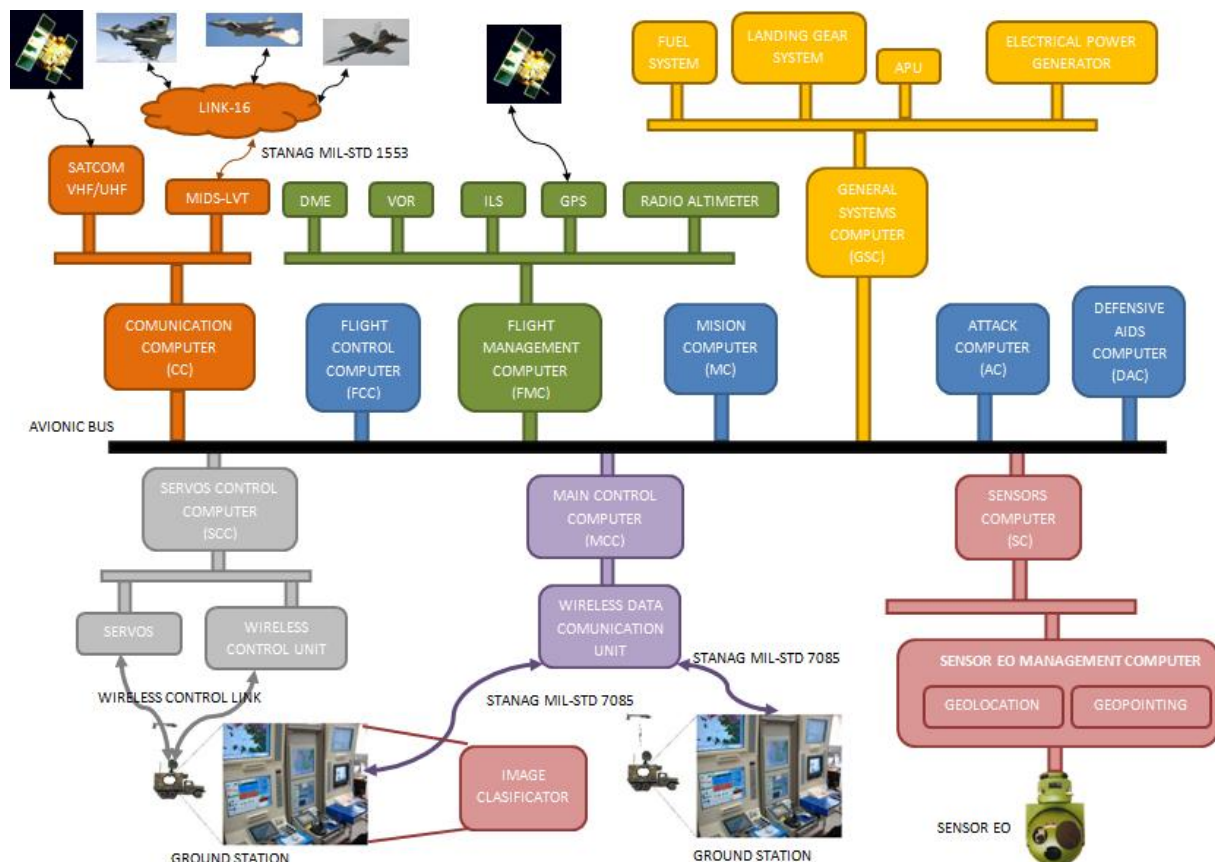 FUEL
SYSTEM
LANDING GEAR
SYSTEM
APU
ELECTRICAL POWER
GENERATOR
LINK-16
STANAG MIL-STD 1553
SATCOM
VHF/UHF
MIDS-LVT
DME
VOR
ILS
GPS
RADIO ALTIMETER
GENERAL
SYSTEMS
COMPUTER
(GSC)
COMUNICATION
COMPUTER
(CC)
FLIGHT
CONTROL
COMPUTER
(FCC)
FLIGHT
MANAGEMENT
COMPUTER
(FMC)
MISION
COMPUTER
(MC)
ATTACK
COMPUTER
(AC)
DEFENSIVE
AIDS
COMPUTER
(DAC)
AVIONIC BUS
SERVOS CONTROL
COMPUTER
(SCC)
MAIN CONTROL
COMPUTER
(MCC)
SENSORS
COMPUTER
(SC)
SERVOS
WIRELESS
CONTROL UNIT
WIRELESS DATA
COMUNICATION
UNIT
SENSOR EO MANAGEMENT COMPUTER
GEOLOCATION
GEOPOINTING
WIRELESS CONTROL LINK
STANAG MIL-STD 7085
STANAG MIL-STD 7085
IMAGE
CLASIFICATOR
SENSOR EO
GROUND STATION
GROUND STATION